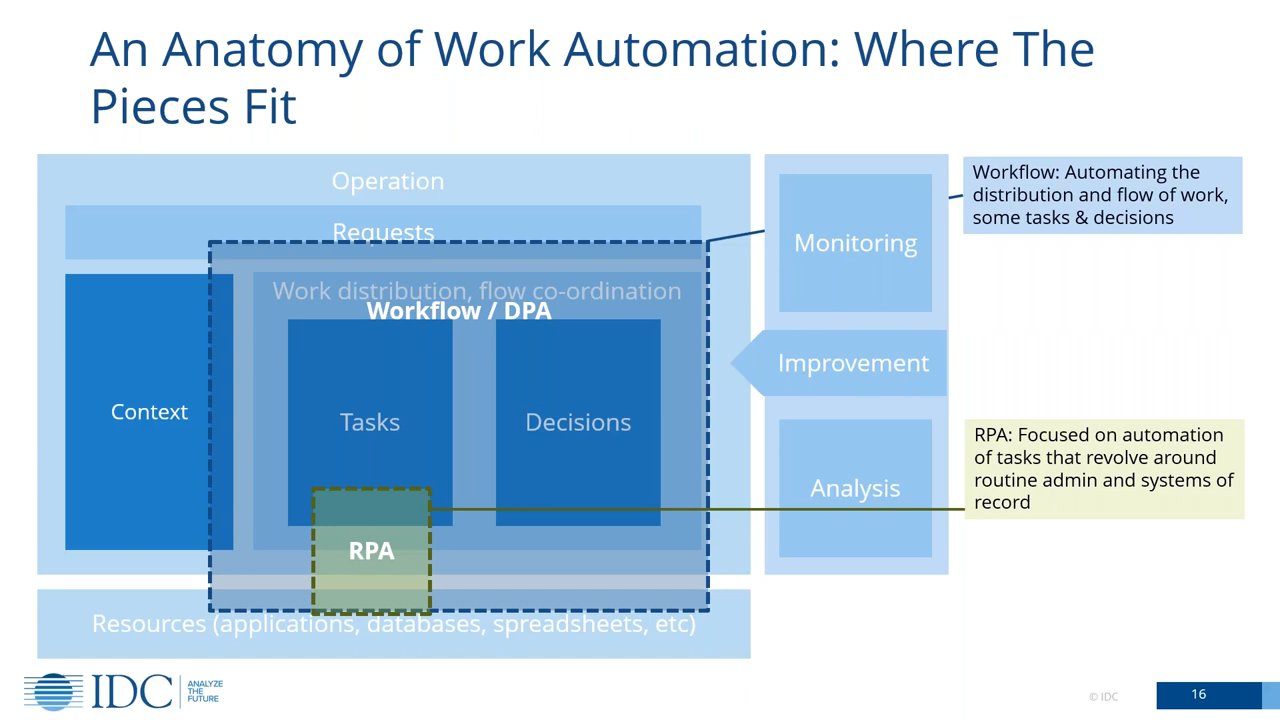 An Anatomy of Work Automation: Where The
Pieces Fit
Operation
Requests
Work distribution, flow co-ordination
Workflow / DPA
Context
Tasks
Decisions
RPA
Resources (applications, databases, spreadsheets, etc)
Monitoring
Improvement
Analysis
Workflow: Automating the
distribution and flow of work,
some tasks & decisions
RPA: Focused on automation
of tasks that revolve around
routine admin and systems of
record
IDC
ANALYZE
THE
FUTURE
© IDC
16